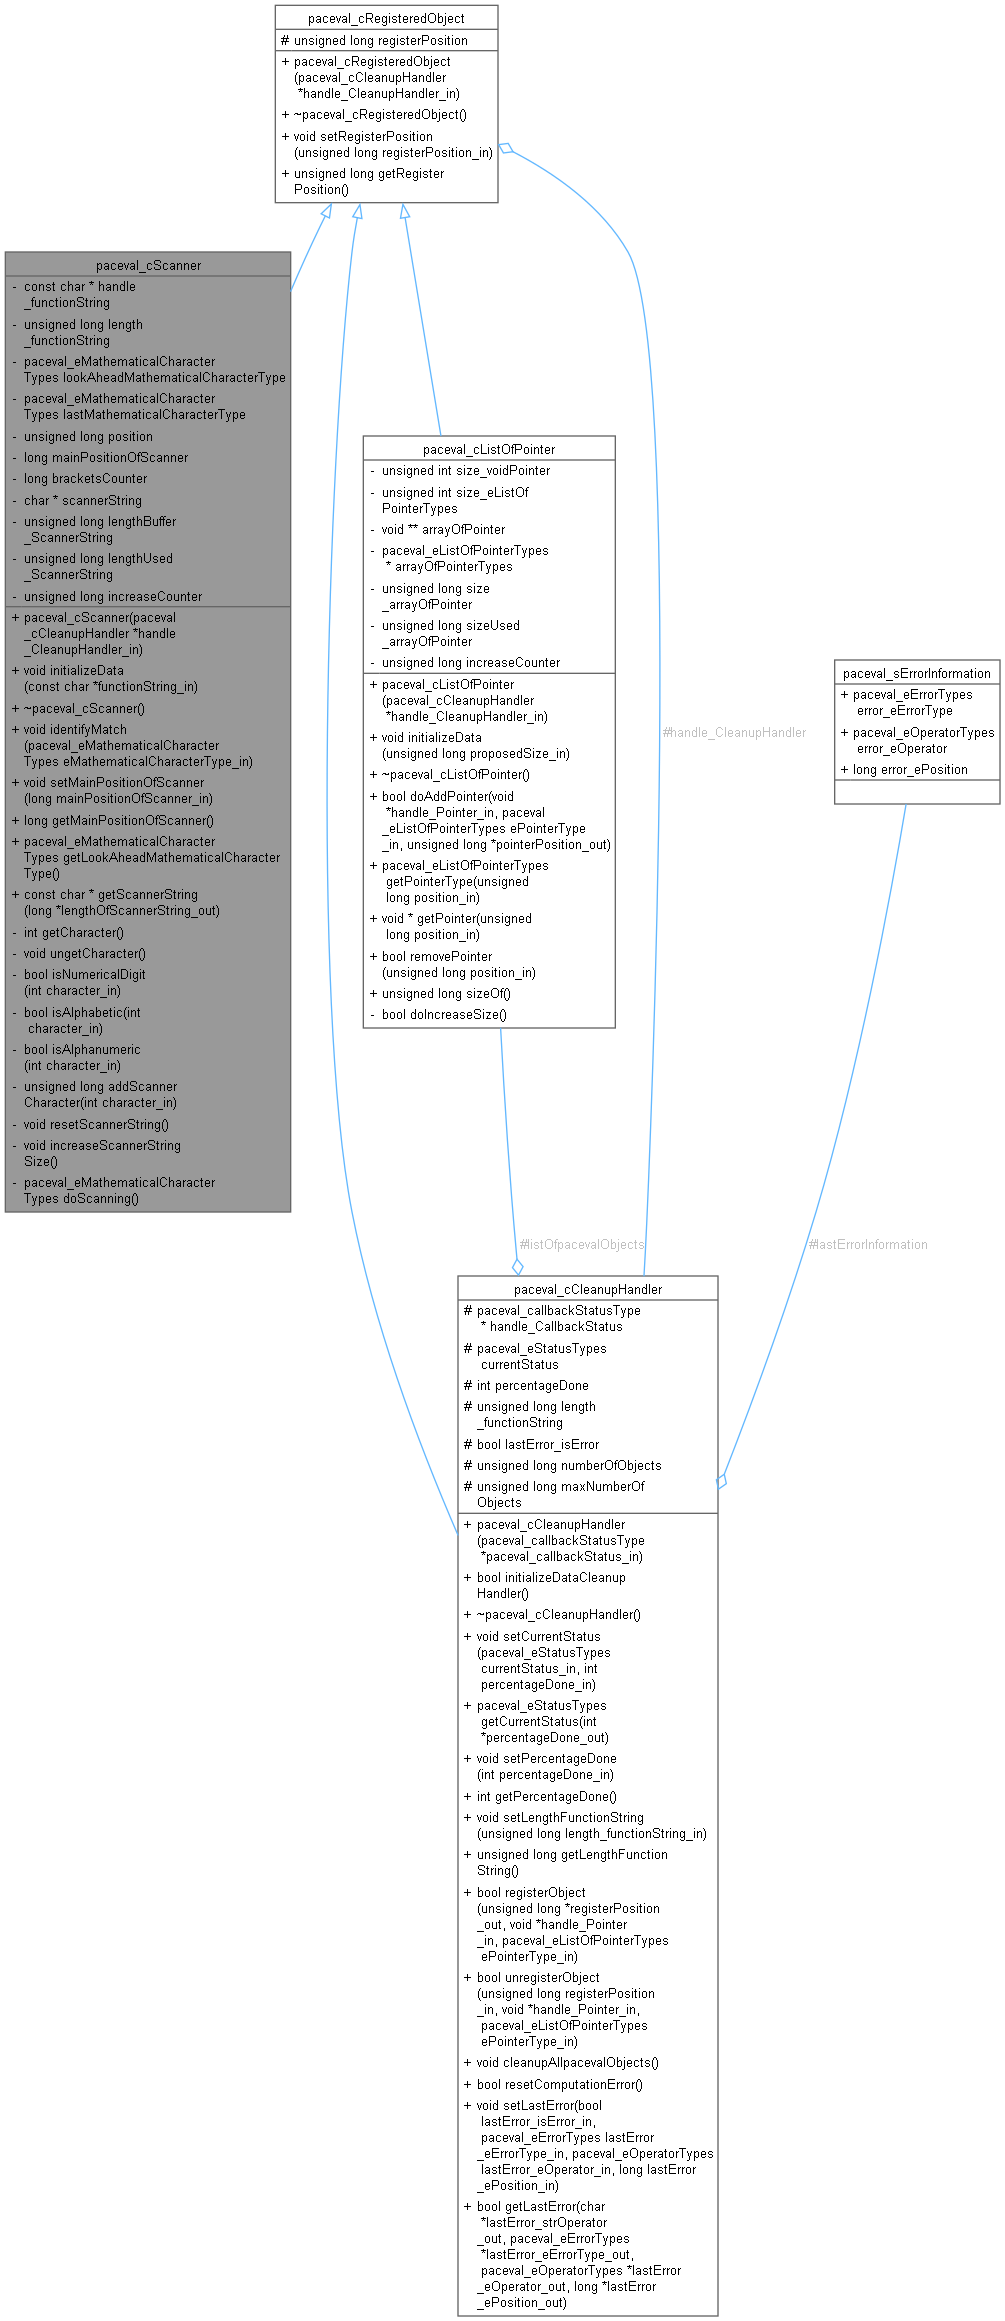 paceval_cRegisteredObject
# unsigned long registerPosition
+ paceval_cRegisteredObject
(paceval_cCleanupHandler
*handle_CleanupHandler_in)
+ ~paceval_cRegisteredObject()
+ void setRegisterPosition
(unsigned long registerPosition_in)
+ unsigned long getRegister
Position()
paceval_cScanner
- const char * handle
_functionString
- unsigned long length
_functionString
- paceval_eMathematicalCharacter
Types lookAheadMathematicalCharacterType
- paceval_eMathematicalCharacter
Types lastMathematicalCharacterType
- unsigned long position
- long mainPositionOfScanner
- long bracketsCounter
- char * scannerString
- unsigned long lengthBuffer
_ScannerString
- unsigned long lengthUsed
_ScannerString
- unsigned long increaseCounter
+ paceval_cScanner(paceval
_cCleanupHandler *handle
_CleanupHandler_in)
+ void initializeData
(const char *functionString_in)
+ ~paceval_cScanner()
+ void identifyMatch
(paceval_eMathematicalCharacter
Types eMathematicalCharacterType_in)
+ void setMainPositionOfScanner
(long mainPositionOfScanner_in)
+ long getMainPositionOfScanner()
+ paceval_eMathematicalCharacter
Types getLookAheadMathematicalCharacter
Type()
+ const char * getScannerString
(long *lengthOfScannerString_out)
- int getCharacter()
- void ungetCharacter()
- bool isNumericalDigit
(int character_in)
- bool isAlphabetic(int
character_in)
- bool isAlphanumeric
(int character_in)
- unsigned long addScanner
Character(int character_in)
- void resetScannerString()
- void increaseScannerString
Size()
- paceval_eMathematicalCharacter
Types doScanning()
paceval_cListOfPointer
- unsigned int size_voidPointer
- unsigned int size_eListOf
PointerTypes
- void ** arrayOfPointer
- paceval_eListOfPointerTypes
* arrayOfPointerTypes
- unsigned long size
_arrayOfPointer
- unsigned long sizeUsed
_arrayOfPointer
- unsigned long increaseCounter
+ paceval_cListOfPointer
(paceval_cCleanupHandler
*handle_CleanupHandler_in)
+ void initializeData
(unsigned long proposedSize_in)
+ ~paceval_cListOfPointer()
+ bool doAddPointer(void
*handle_Pointer_in, paceval
_eListOfPointerTypes ePointerType
_in, unsigned long *pointerPosition_out)
+ paceval_eListOfPointerTypes
getPointerType(unsigned
long position_in)
+ void * getPointer(unsigned
long position_in)
+ bool removePointer
(unsigned long position_in)
+ unsigned long sizeOf()
- bool doIncreaseSize()
paceval_sErrorInformation
+ paceval_eErrorTypes
error_eErrorType
+ paceval_eOperatorTypes
error_eOperator
+ long error_ePosition
#handle_CleanupHandler
#listOfpacevalObjects
#lastErrorInformation
paceval_cCleanupHandler
# paceval_callbackStatusType
* handle_CallbackStatus
# paceval_eStatusTypes
currentStatus
# int percentageDone
# unsigned long length
_functionString
# bool lastError_isError
# unsigned long numberOfObjects
# unsigned long maxNumberOf
Objects
+ paceval_cCleanupHandler
(paceval_callbackStatusType
*paceval_callbackStatus_in)
+ bool initializeDataCleanup
Handler()
+ ~paceval_cCleanupHandler()
+ void setCurrentStatus
(paceval_eStatusTypes
currentStatus_in, int
percentageDone_in)
+ paceval_eStatusTypes
getCurrentStatus(int
*percentageDone_out)
+ void setPercentageDone
(int percentageDone_in)
+ int getPercentageDone()
+ void setLengthFunctionString
(unsigned long length_functionString_in)
+ unsigned long getLengthFunction
String()
+ bool registerObject
(unsigned long *registerPosition
_out, void *handle_Pointer
_in, paceval_eListOfPointerTypes
ePointerType_in)
+ bool unregisterObject
(unsigned long registerPosition
_in, void *handle_Pointer_in,
paceval_eListOfPointerTypes
ePointerType_in)
+ void cleanupAllpacevalObjects()
+ bool resetComputationError()
+ void setLastError(bool
lastError_isError_in,
paceval_eErrorTypes lastError
_eErrorType_in, paceval_eOperatorTypes
lastError_eOperator_in, long lastError
_ePosition_in)
+ bool getLastError(char
*lastError_strOperator
_out, paceval_eErrorTypes
*lastError_eErrorType_out,
paceval_eOperatorTypes *lastError
_eOperator_out, long *lastError
_ePosition_out)